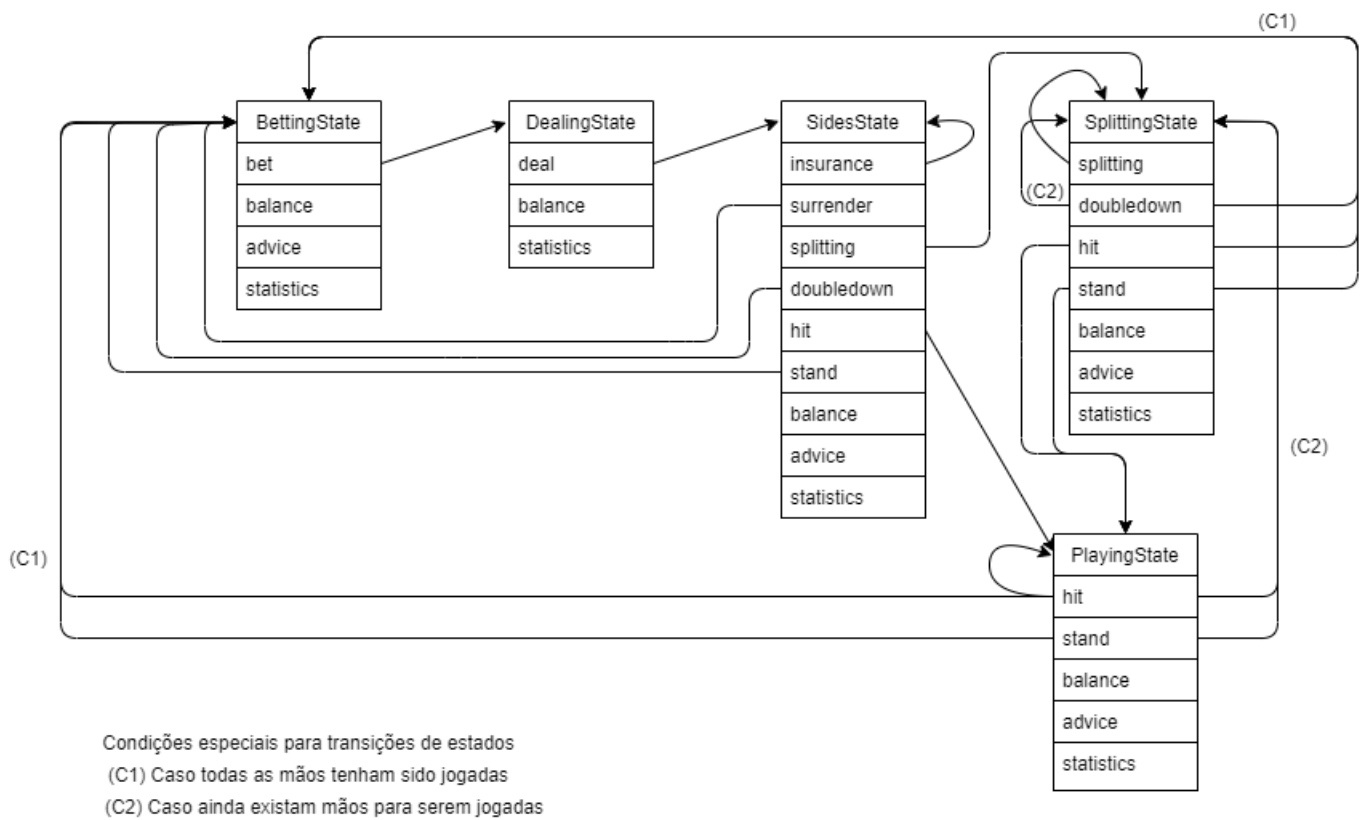 (C1)
BettingState
bet
balance
advice
statistics
DealingState
deal
balance
statistics
SidesState
insurance
surrender
splitting
doubledown
hit
stand
balance
advice
statistics
SplittingState
splitting
(C2)
doubledown
hit
stand
balance
advice
statistics
(C2)
(C1)
PlayingState
hit
stand
balance
advice
statistics
Condições especiais para transições de estados
(C1) Caso todas as mãos tenham sido jogadas
(C2) Caso ainda existam mãos para serem jogadas